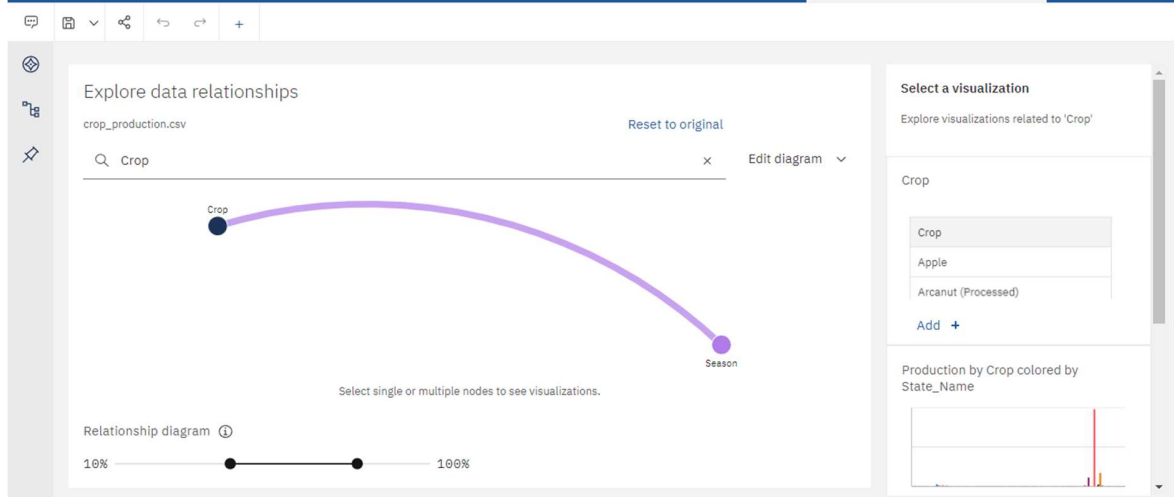 Explore data relationships
crop_production.csv
Reset to original
Crop
Edit diagram
Crop
Season
Select single or multiple nodes to see visualizations.
Relationship diagram
10%
100%
Select a visualization
Explore visualizations related to 'Crop'
Crop
Crop
Apple
Arcanut (Processed)
Add +
Production by Crop colored by
State_Name